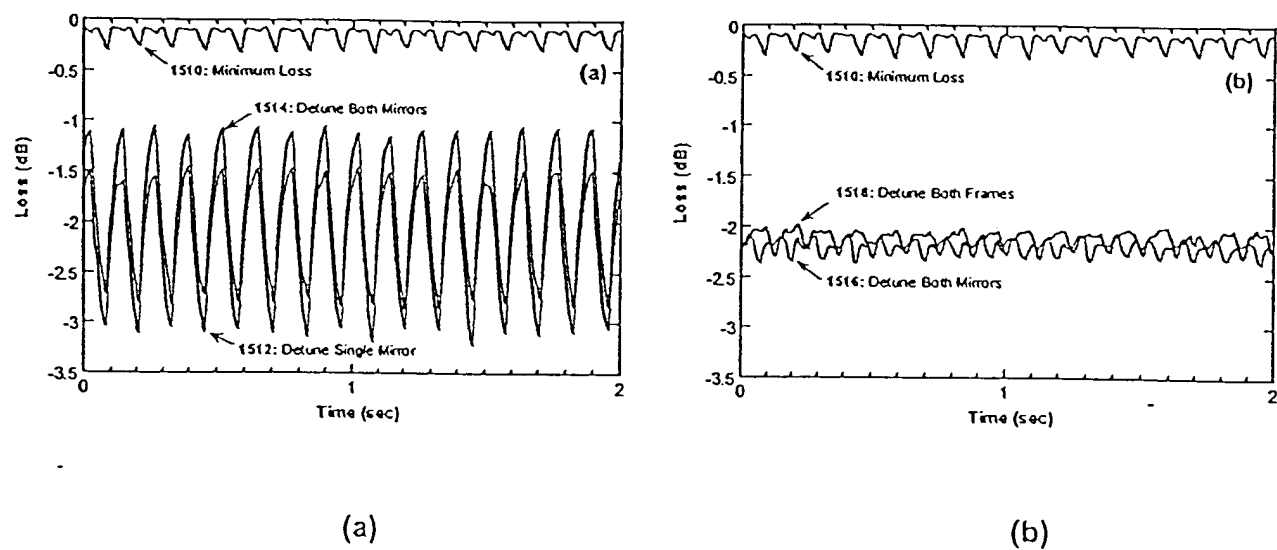 0
-0.5
-1
-1.5
-2
-2.5
-3
-3.5
Loss (dB)
1510: Minimum Loss
(a)
1514: Detune Both Mirrors
1512: Detune Single Mirror
0
1
2
Time (sec)
(a)
0
-0.5
-1
-1.5
-2
-2.5
-3
-3.5
Loss (dB)
1510: Minimum Loss
(b)
1518: Detune Both Frames
1516: Detune Both Mirrors
0
1
2
Time (sec)
(b)